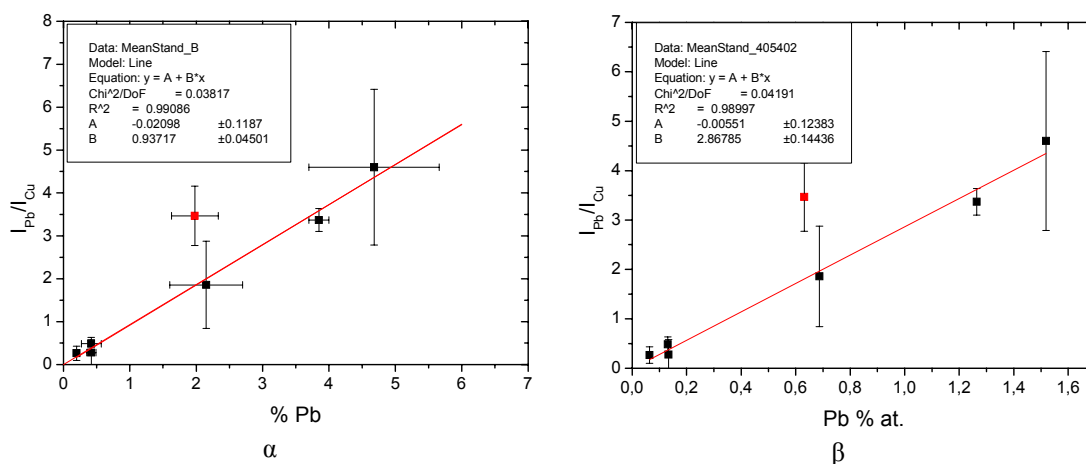 8
7
6
5
4
3
2
1
0
I_Pb/I_Cu
Data: MeanStand_B
Model: Line
Equation: y = A + B*x
Chi^2/DoF = 0.03817
R^2 = 0.99086
A -0.02098 ±0.1187
B 0.93717 ±0.04501
0 1 2 3 4 5 6 7
% Pb
α
7
6
5
4
3
2
1
0
I_Pb/I_Cu
Data: MeanStand_405402
Model: Line
Equation: y = A + B*x
Chi^2/DoF = 0.04191
R^2 = 0.98997
A -0.00551 ±0.12383
B 2.86785 ±0.14436
0,0 0,2 0,4 0,6 0,8 1,0 1,2 1,4 1,6
Pb % at.
β